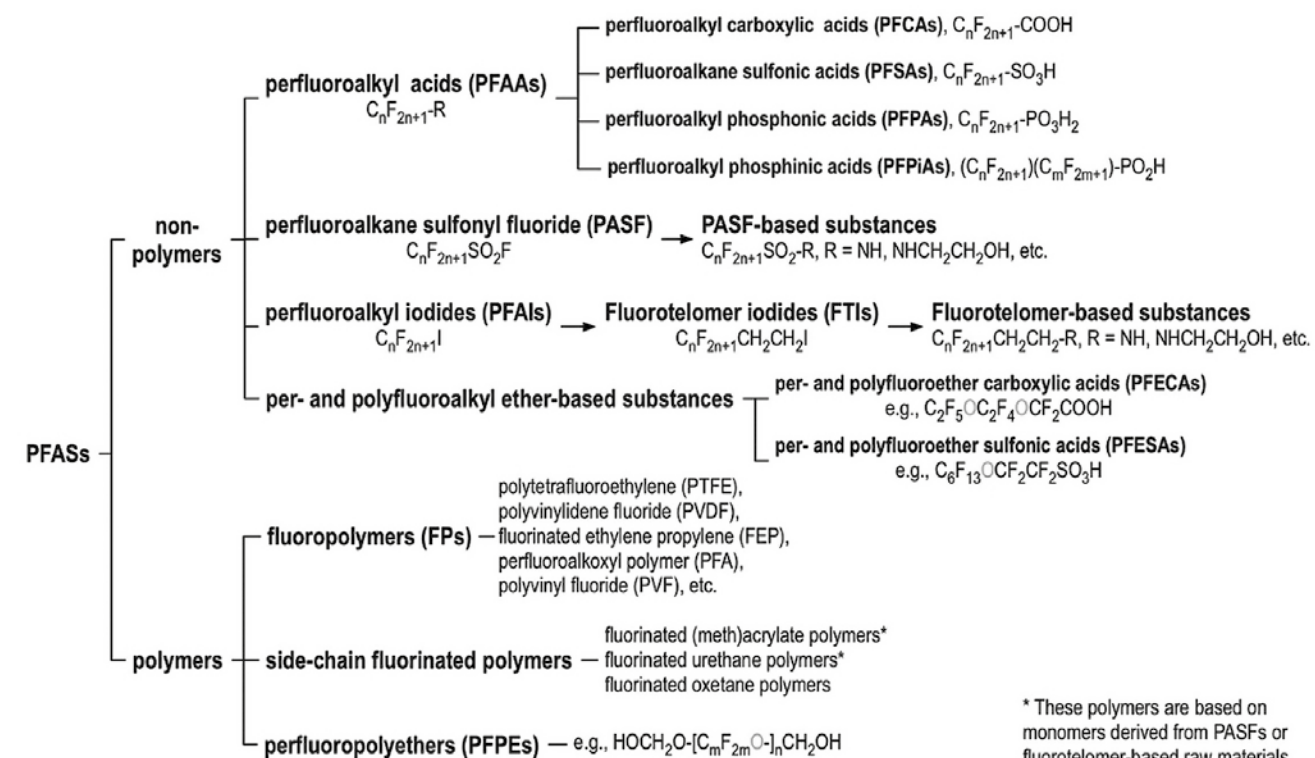 perfluoroalkyl carboxylic acids (PFCAs), CₙF₂ₙ₊₁-COOH
perfluoroalkyl acids (PFAAs)
CₙF₂ₙ₊₁-R
perfluoroalkane sulfonic acids (PFSAs), CₙF₂ₙ₊₁-SO₃H
perfluoroalkyl phosphonic acids (PFPAs), CₙF₂ₙ₊₁-PO₃H₂
perfluoroalkyl phosphinic acids (PFPiAs), (CₙF₂ₙ₊₁)(CₘF₂ₘ₊₁)-PO₂H
non-
polymers
perfluoroalkane sulfonyl fluoride (PASF)
CₙF₂ₙ₊₁SO₂F
PASF-based substances
CₙF₂ₙ₊₁SO₂-R, R = NH, NHCH₂CH₂OH, etc.
perfluoroalkyl iodides (PFAIs)
CₙF₂ₙ₊₁I
Fluorotelomer iodides (FTIs)
CₙF₂ₙ₊₁CH₂CH₂I
Fluorotelomer-based substances
CₙF₂ₙ₊₁CH₂CH₂-R, R = NH, NHCH₂CH₂OH, etc.
per- and polyfluoroalkyl ether-based substances
per- and polyfluoroether carboxylic acids (PFECAs)
e.g., C₂F₅OC₂F₄OCF₂COOH
per- and polyfluoroether sulfonic acids (PFESAs)
e.g., C₆F₁₃OCF₂CF₂SO₃H
PFASs
fluoropolymers (FPs)
polytetrafluoroethylene (PTFE),
polyvinylidene fluoride (PVDF),
fluorinated ethylene propylene (FEP),
perfluoroalkoxyl polymer (PFA),
polyvinyl fluoride (PVF), etc.
polymers
side-chain fluorinated polymers
fluorinated (meth)acrylate polymers*
fluorinated urethane polymers*
fluorinated oxetane polymers
perfluoropolyethers (PFPEs)
e.g., HOCH₂O-[CₘF₂ₘO-]ₙCH₂OH
* These polymers are based on
monomers derived from PASFs or
fluorotelomer-based raw materials